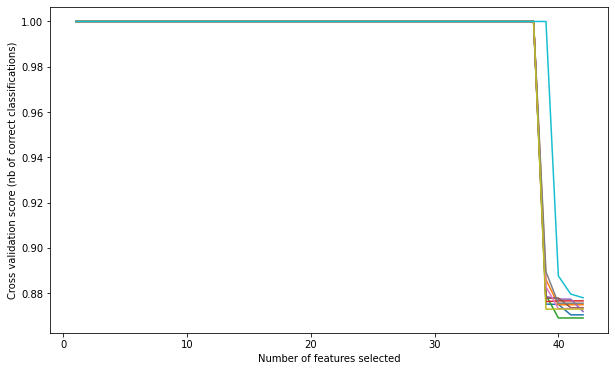 Cross validation score (nb of correct classifications)
1.00
0.98
0.96
0.94
0.92
0.90
0.88
0 10 20 30 40
Number of features selected